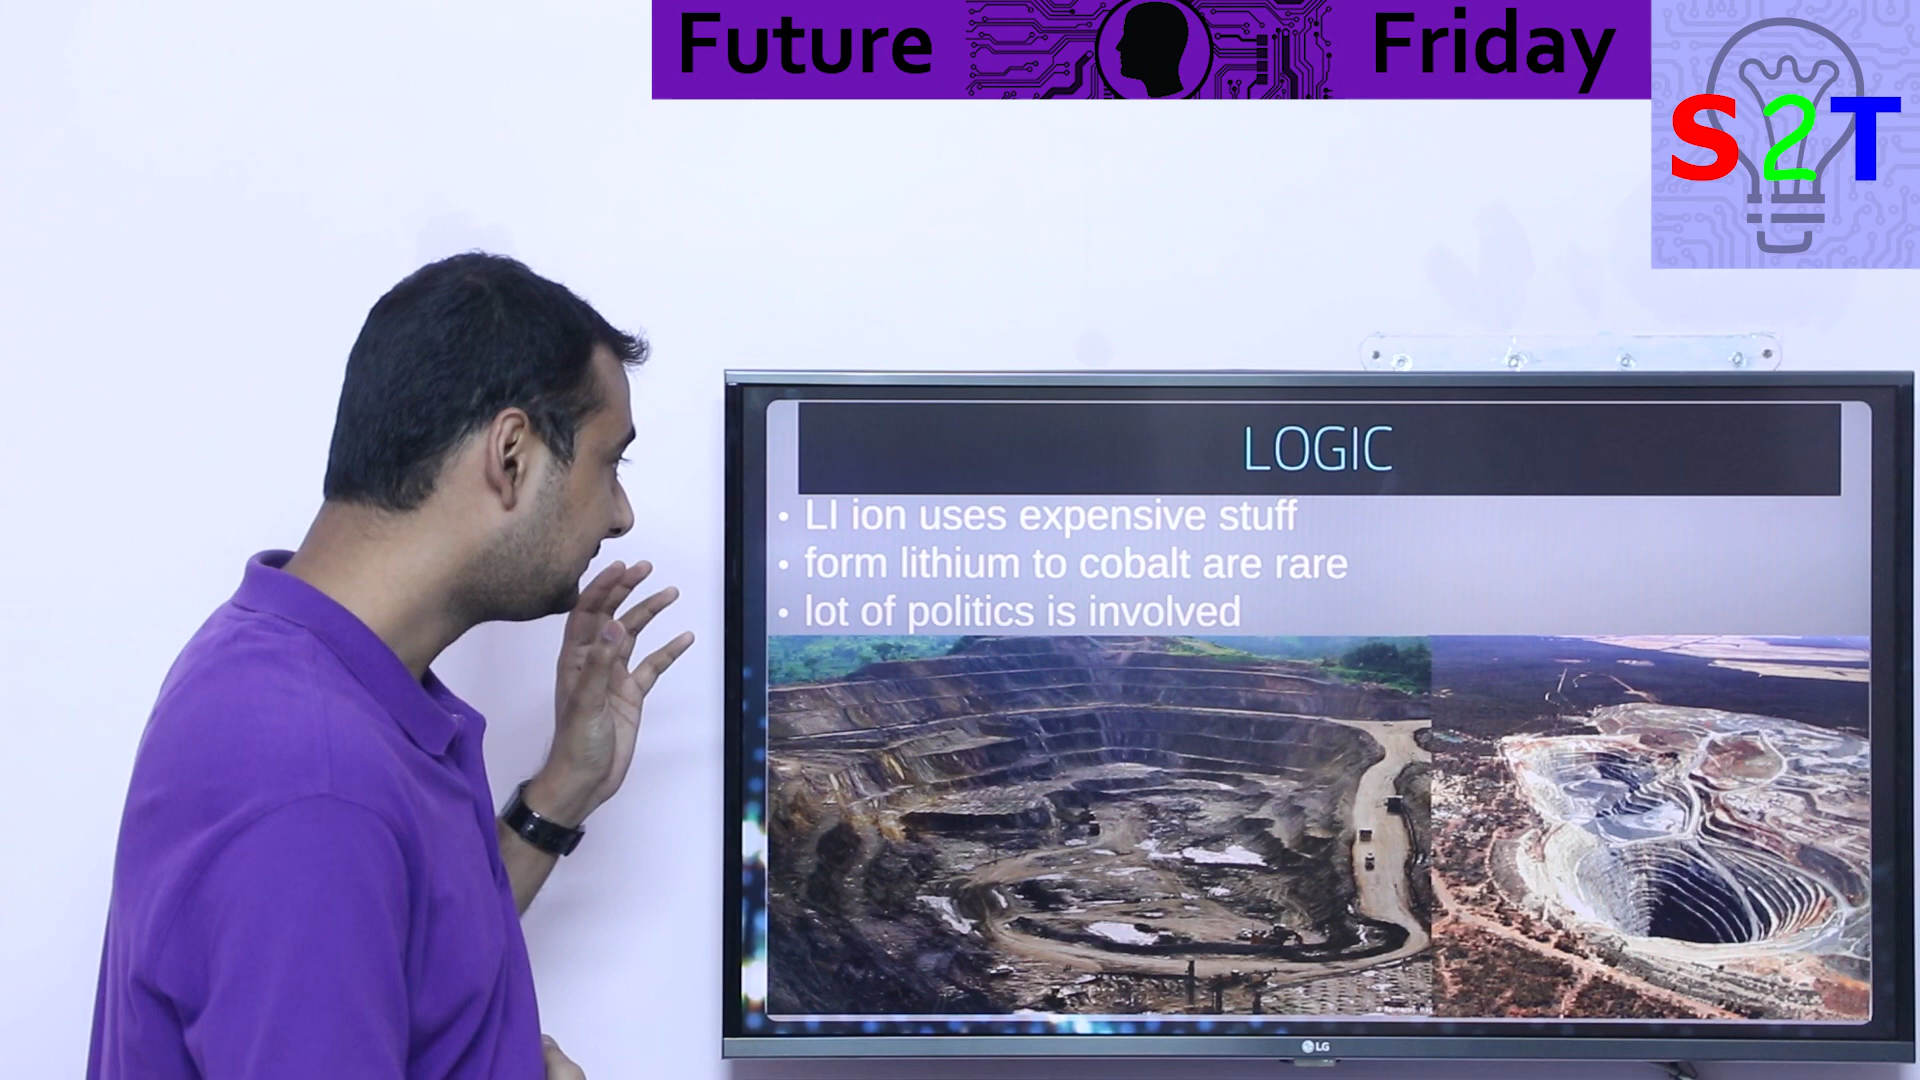 Future Friday
S2T
LOGIC
• LI ion uses expensive stuff
• form lithium to cobalt are rare
• lot of politics is involved
LG